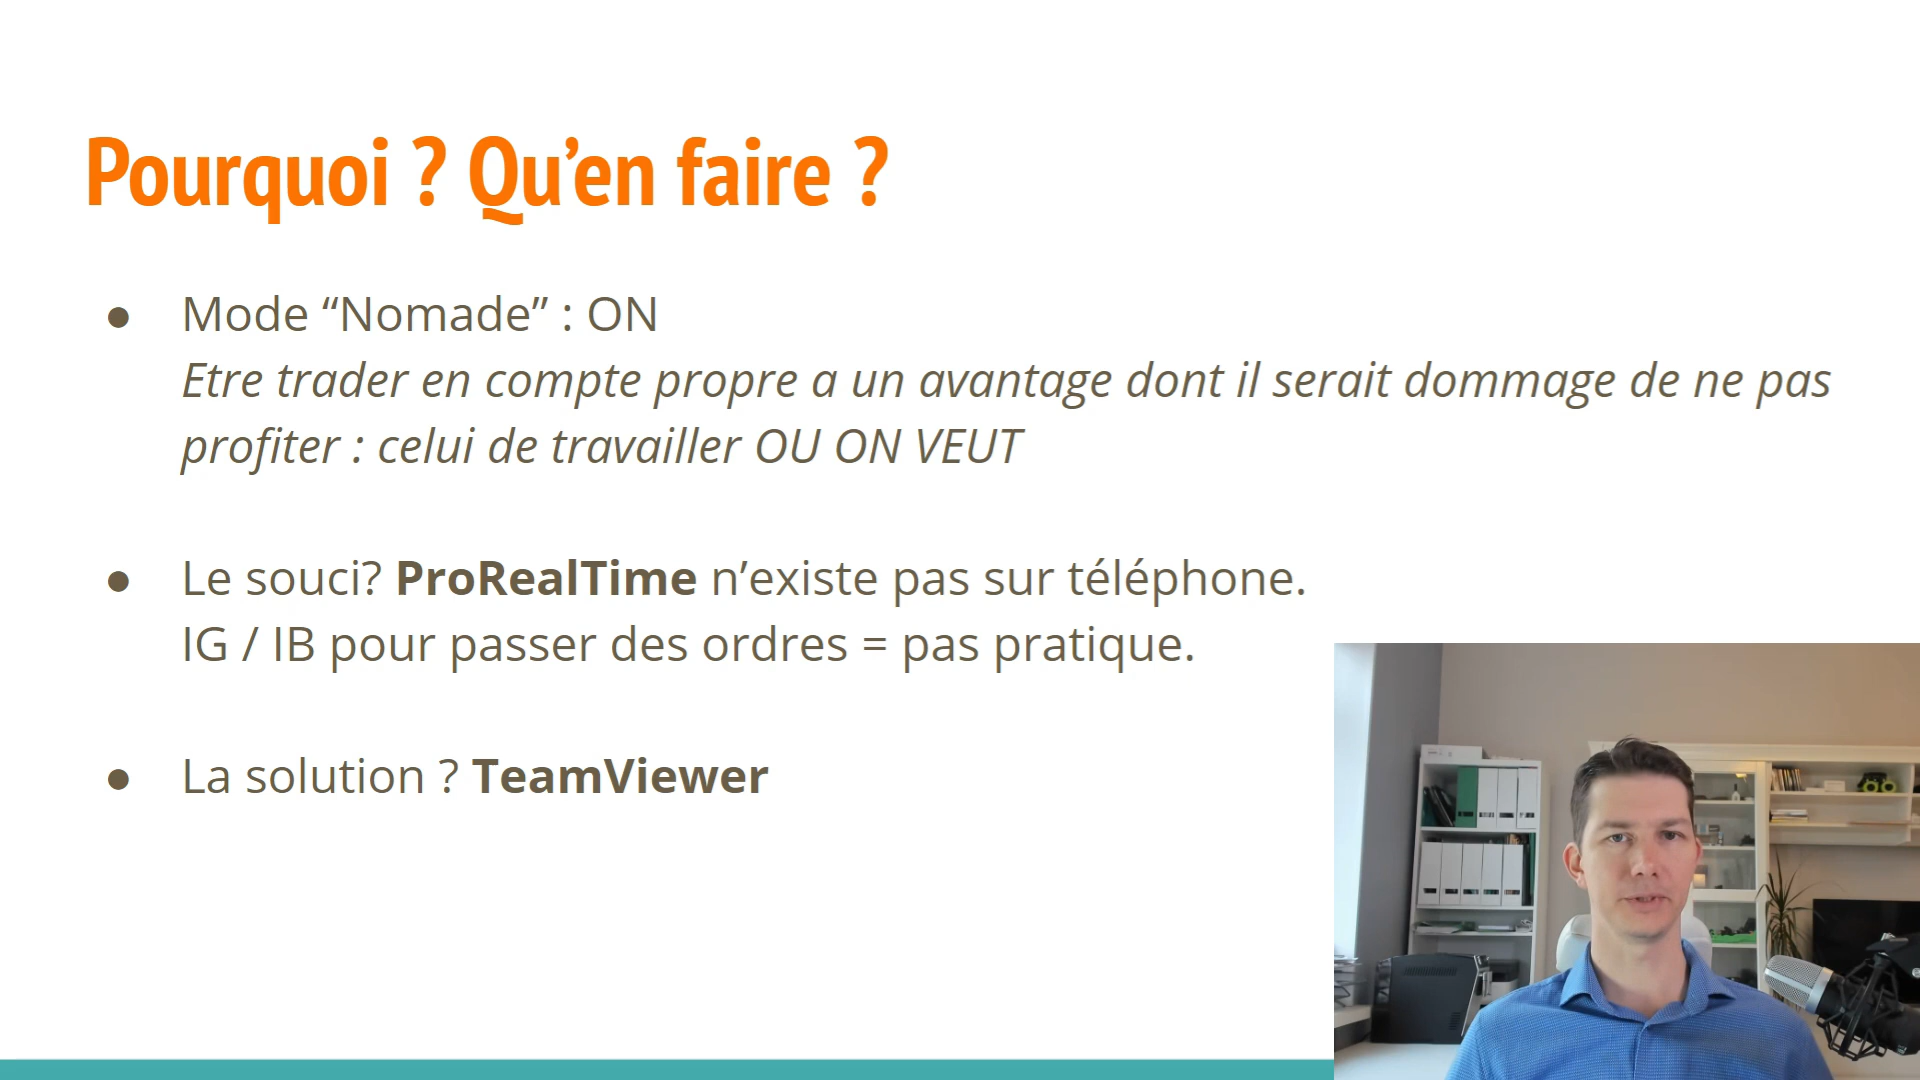 Pourquoi ? Qu’en faire ?
● Mode “Nomade” : ON
Etre trader en compte propre a un avantage dont il serait dommage de ne pas
profiter : celui de travailler OU ON VEUT
● Le souci? ProRealTime n’existe pas sur téléphone.
IG / IB pour passer des ordres = pas pratique.
● La solution ? TeamViewer